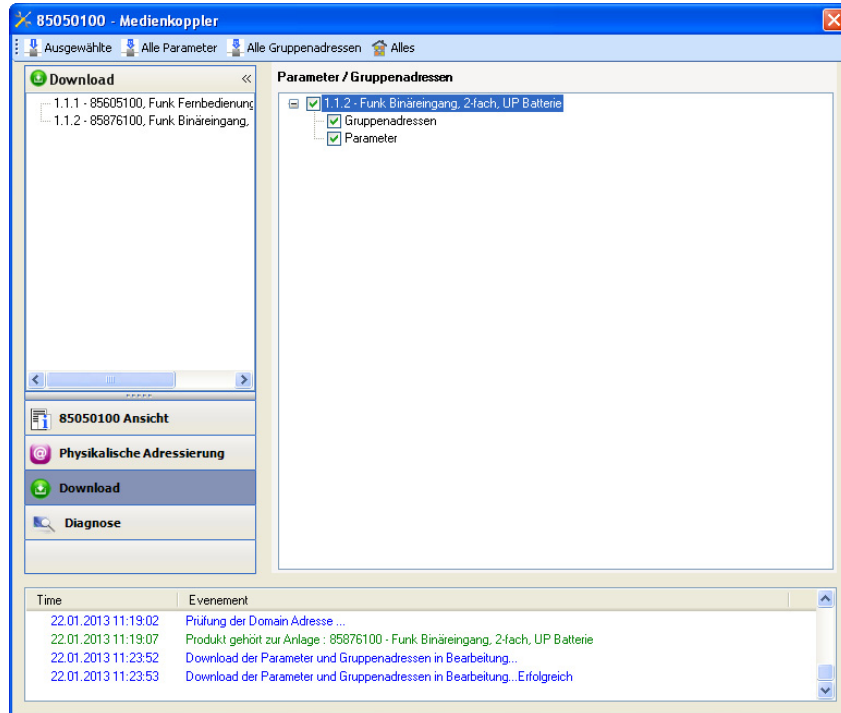 85050100 - Medienkoppler
Ausgewählte Alle Parameter Alle Gruppenadressen Alles
Download
1.1.1 - 85605100, Funk Fernbedienung
1.1.2 - 85876100, Funk Binäreingang,
85050100 Ansicht
Physikalische Adressierung
Download
Diagnose
Parameter / Gruppenadressen
1.1.2 - Funk Binäreingang, 2-fach, UP Batterie
Gruppenadressen
Parameter
Time Evenement
22.01.2013 11:19:02 Prüfung der Domain Adresse ...
22.01.2013 11:19:07 Produkt gehört zur Anlage : 85876100 - Funk Binäreingang, 2-fach, UP Batterie
22.01.2013 11:23:52 Download der Parameter und Gruppenadressen in Bearbeitung...
22.01.2013 11:23:53 Download der Parameter und Gruppenadressen in Bearbeitung...Erfolgreich